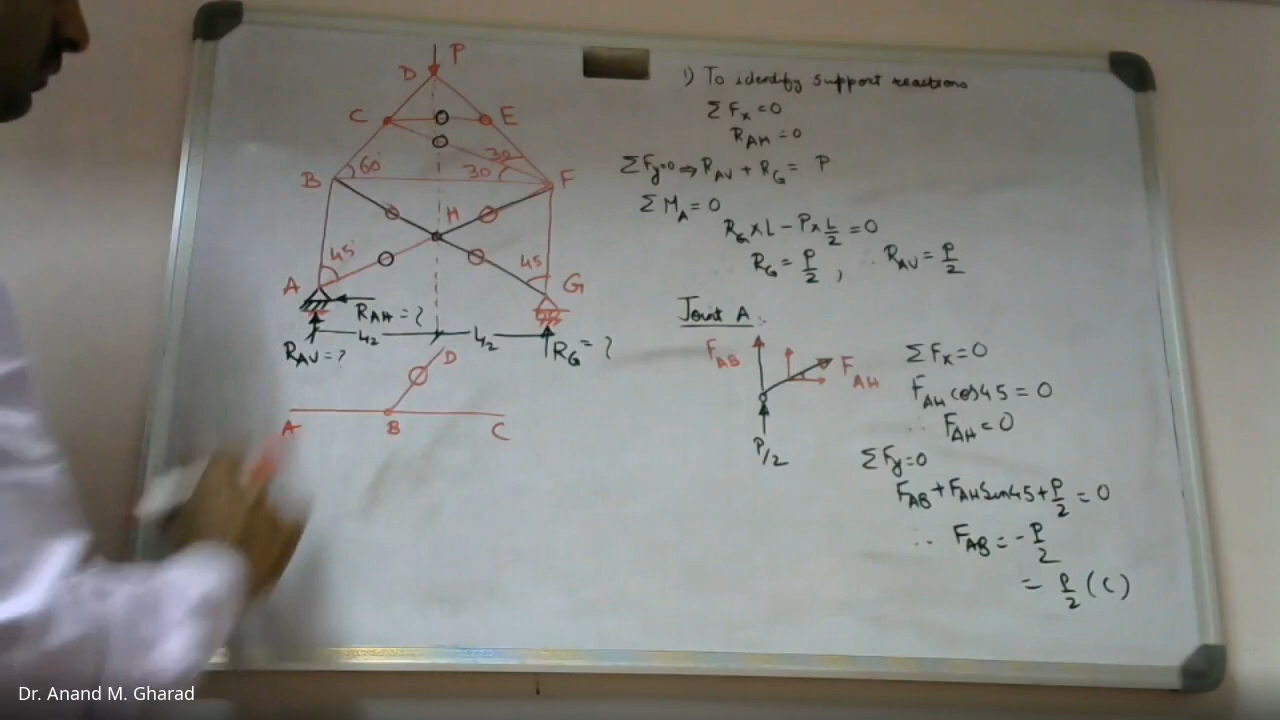 P
D
C
E
60°
30
30
B
F
H
45°
45
A
G
RAH = ?
L/2
L/2
RAV = ?
RG = ?
D
A
B
C
1) To identify support reactions
ΣFx = 0
RAH = 0
ΣFy=0 ⇒ RAV + RG = P
ΣMA = 0
RG × L - P × L/2 = 0
RG = P/2 , ∴ RAV = P/2
Joint A :-
FAB
FAH
P/2
ΣFx = 0
FAH cos45 = 0
∴ FAH = 0
ΣFy = 0
FAB + FAH Sin45 + P/2 = 0
∴ FAB = - P/2
= P/2 (C)
Dr. Anand M. Gharad